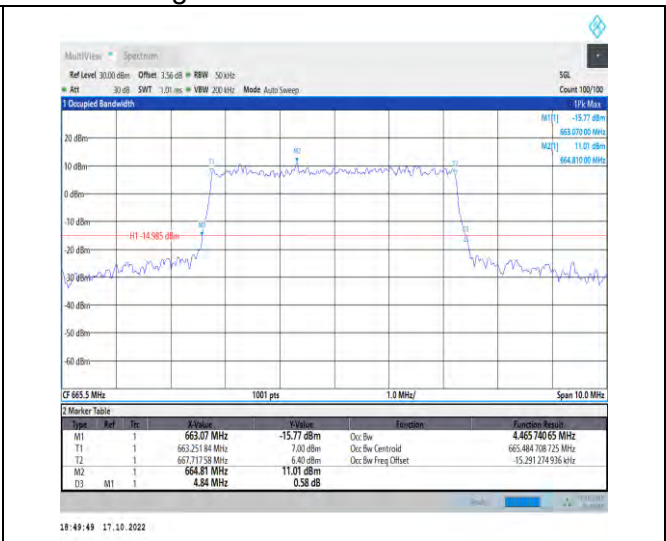 MultiView Spectrum
Ref Level 30.00 dBm Offset 3.56 dB RBW 50 kHz SGL
Att 30 dB SWT 1.01 ms VBW 200 kHz Mode Auto Sweep Count 100/100
1 Occupied Bandwidth 1Pk Max
M1[1] -15.77 dBm
663.070 00 MHz
M2[1] 11.01 dBm
664.810 00 MHz
20 dBm
M2
T1 T2
10 dBm
0 dBm
-10 dBm
M1
H1 -14.985 dBm
-20 dBm
-30 dBm
-40 dBm
-50 dBm
-60 dBm
CF 665.5 MHz 1001 pts 1.0 MHz/ Span 10.0 MHz
2 Marker Table
Type Ref Trc X-Value Y-Value Function Function Result
M1 1 663.07 MHz -15.77 dBm Occ Bw 4.465 740 65 MHz
T1 1 663.251 84 MHz 7.00 dBm Occ Bw Centroid 665.484 708 725 MHz
T2 1 667.717 58 MHz 6.40 dBm Occ Bw Freq Offset -15.291 274 936 kHz
M2 1 664.81 MHz 11.01 dBm
D3 M1 1 4.84 MHz 0.58 dB
18:49:49 17.10.2022